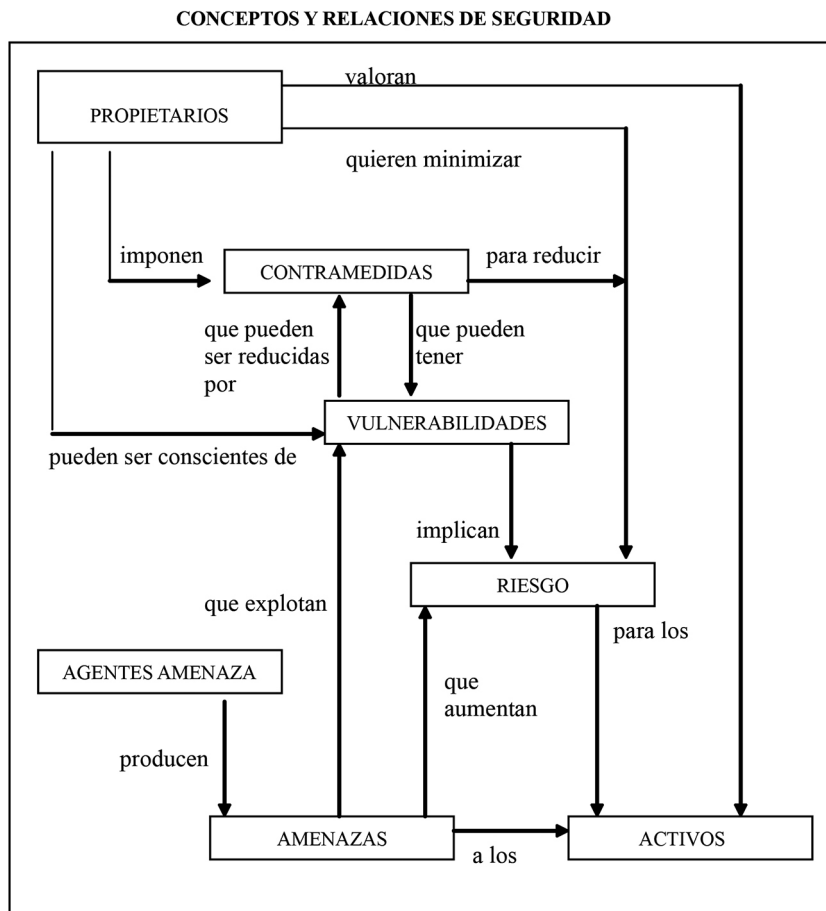 CONCEPTOS Y RELACIONES DE SEGURIDAD
valoran
PROPIETARIOS
quieren minimizar
imponen
CONTRAMEDIDAS
para reducir
que pueden
ser reducidas
por
que pueden
tener
VULNERABILIDADES
pueden ser conscientes de
implican
RIESGO
que explotan
para los
AGENTES AMENAZA
que
aumentan
producen
AMENAZAS
a los
ACTIVOS